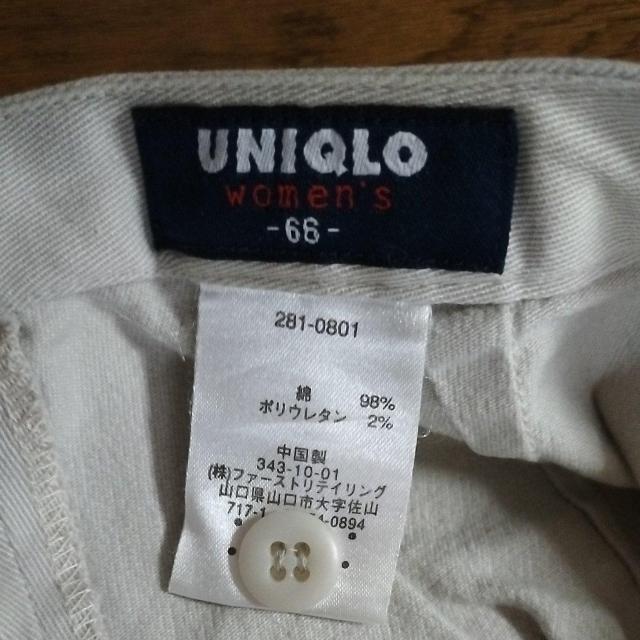 UNIQLO
women's
-66-
281-0801
綿 98%
ポリウレタン 2%
中国製
343-10-01
(株)ファーストリテイリング
山口県山口市大字佐山
717-1